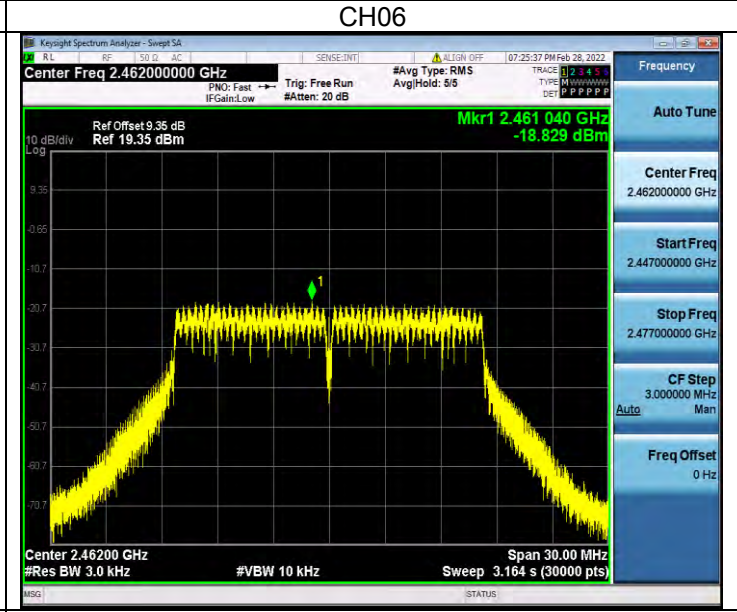 CH06
Keysight Spectrum Analyzer - Swept SA
RL RF 50 Ω AC SENSE:INT ALIGN OFF 07:25:37 PM Feb 28, 2022
Center Freq 2.462000000 GHz
PNO: Fast
IFGain:Low
Trig: Free Run
#Atten: 20 dB
#Avg Type: RMS
Avg|Hold: 5/5
TRACE 1 2 3 4 5 6
TYPE M W W W W W
DET P P P P P P
Ref Offset 9.35 dB
10 dB/div Ref 19.35 dBm
Log
Mkr1 2.461 040 GHz
-18.829 dBm
9.35
-0.65
-10.7
1
-20.7
-30.7
-40.7
-50.7
-60.7
-70.7
Center 2.46200 GHz Span 30.00 MHz
#Res BW 3.0 kHz #VBW 10 kHz Sweep 3.164 s (30000 pts)
MSG STATUS
Frequency
Auto Tune
Center Freq
2.462000000 GHz
Start Freq
2.447000000 GHz
Stop Freq
2.477000000 GHz
CF Step
3.000000 MHz
Auto Man
Freq Offset
0 Hz